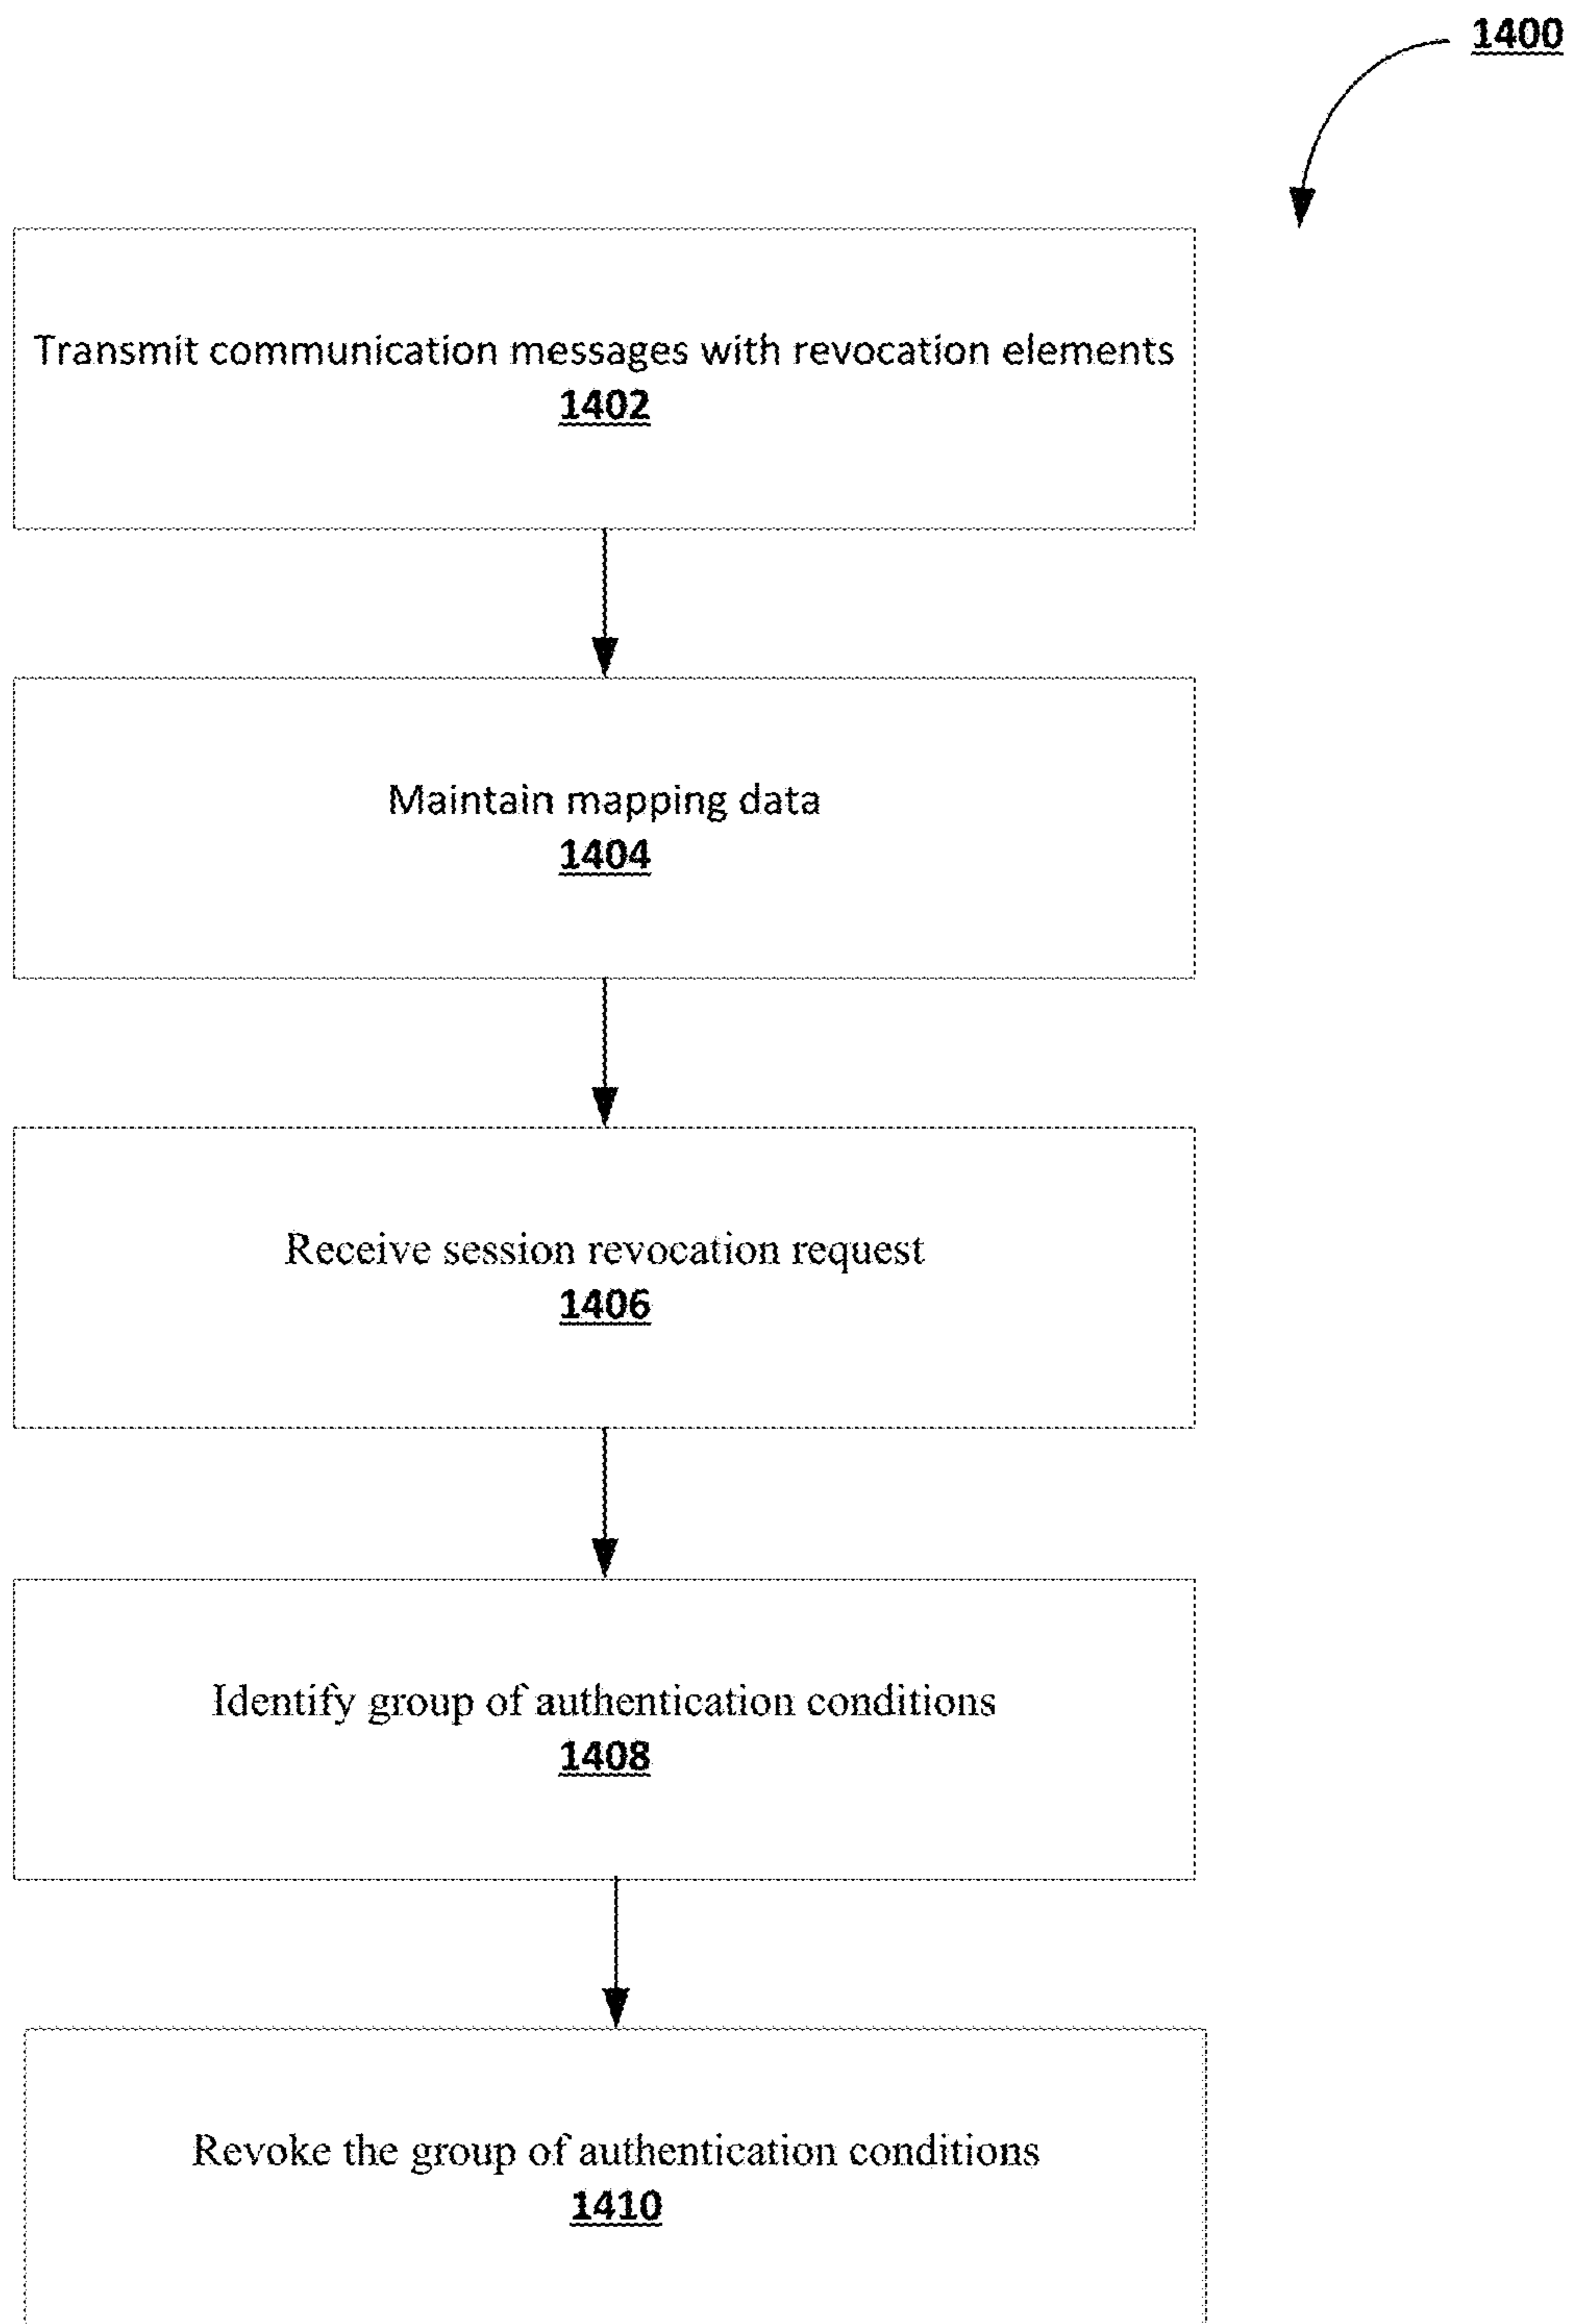 1400
Transmit communication messages with revocation elements
1402
Maintain mapping data
1404
Receive session revocation request
1406
Identify group of authentication conditions
1408
Revoke the group of authentication conditions
1410